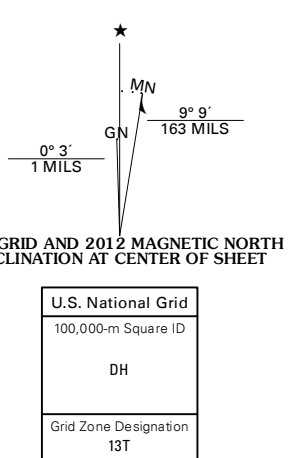 ★
MN
GN
9° 9´
163 MILS
0° 3´
1 MILS
GRID AND 2012 MAGNETIC NORTH
CLINATION AT CENTER OF SHEET
U.S. National Grid
100,000-m Square ID
DH
Grid Zone Designation
13T